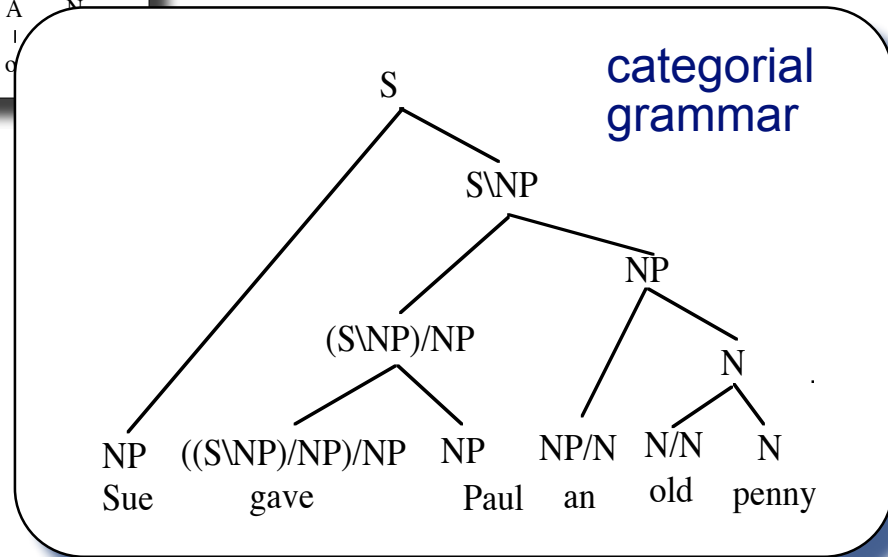 A N
o
categorial
grammar
S
S\NP
NP
(S\NP)/NP
N
.
NP ((S\NP)/NP)/NP NP NP/N N/N N
Sue gave Paul an old penny